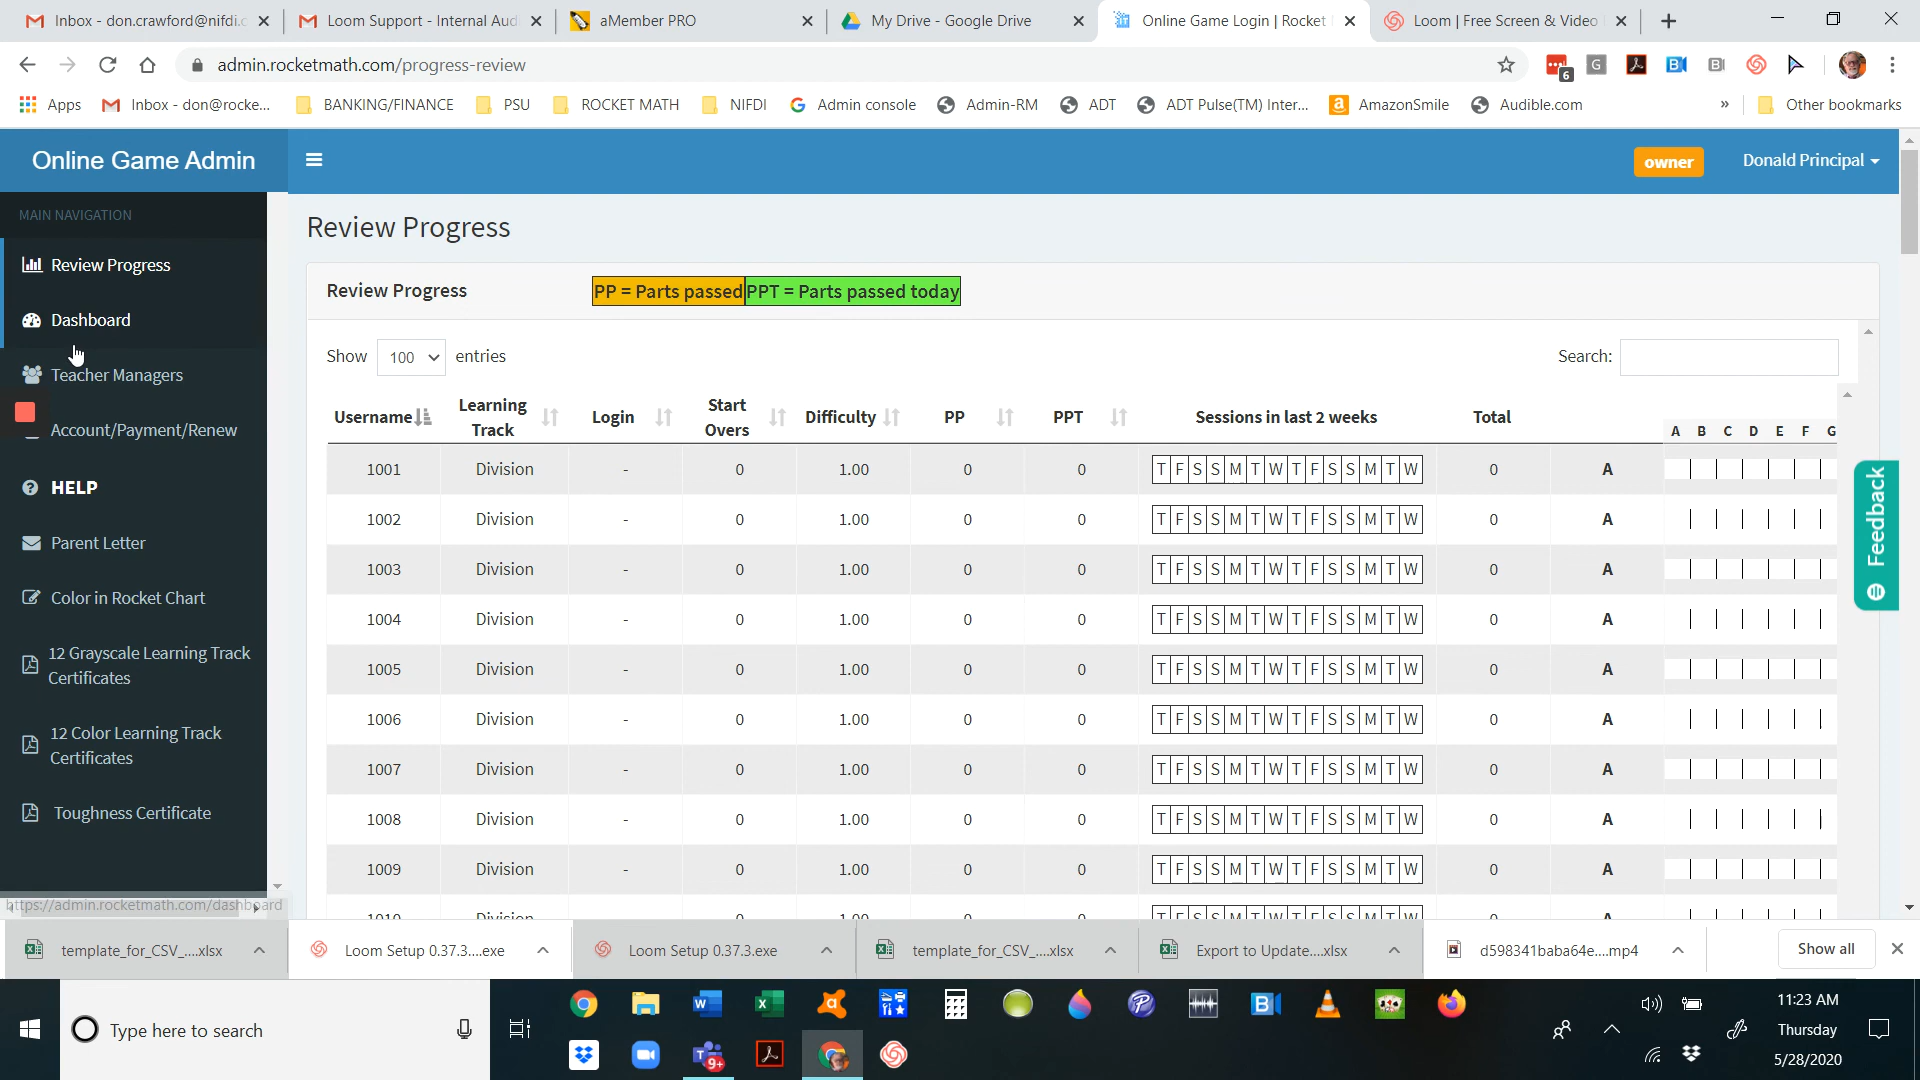 Inbox - don.crawford@nifdi.c
Loom Support - Internal Aud
aMember PRO
My Drive - Google Drive
Online Game Login | Rocket
Loom | Free Screen & Video
admin.rocketmath.com/progress-review
6
Apps
Inbox - don@rocke...
BANKING/FINANCE
PSU
ROCKET MATH
NIFDI
Admin console
Admin-RM
ADT
ADT Pulse(TM) Inter...
AmazonSmile
Audible.com
»
Other bookmarks
Online Game Admin
owner
Donald Principal
MAIN NAVIGATION
Review Progress
Dashboard
Teacher Managers
Account/Payment/Renew
HELP
Parent Letter
Color in Rocket Chart
12 Grayscale Learning Track
Certificates
12 Color Learning Track
Certificates
Toughness Certificate
https://admin.rocketmath.com/dashboard
Review Progress
Review Progress
PP = Parts passed PPT = Parts passed today
Show 100 entries
Search:
Username Learning Track Login Start Overs Difficulty PP PPT Sessions in last 2 weeks Total A B C D E F G
1001 Division - 0 1.00 0 0 T F S S M T W T F S S M T W 0 A
1002 Division - 0 1.00 0 0 T F S S M T W T F S S M T W 0 A
1003 Division - 0 1.00 0 0 T F S S M T W T F S S M T W 0 A
1004 Division - 0 1.00 0 0 T F S S M T W T F S S M T W 0 A
1005 Division - 0 1.00 0 0 T F S S M T W T F S S M T W 0 A
1006 Division - 0 1.00 0 0 T F S S M T W T F S S M T W 0 A
1007 Division - 0 1.00 0 0 T F S S M T W T F S S M T W 0 A
1008 Division - 0 1.00 0 0 T F S S M T W T F S S M T W 0 A
1009 Division - 0 1.00 0 0 T F S S M T W T F S S M T W 0 A
1010 Division 0 1.00 0 0 T F S S M T W T F S S M T W 0 A
Feedback
template_for_CSV_....xlsx
Loom Setup 0.37.3....exe
Loom Setup 0.37.3.exe
template_for_CSV_....xlsx
Export to Update....xlsx
d598341baba64e....mp4
Show all
Type here to search
9+
11:23 AM
Thursday
5/28/2020